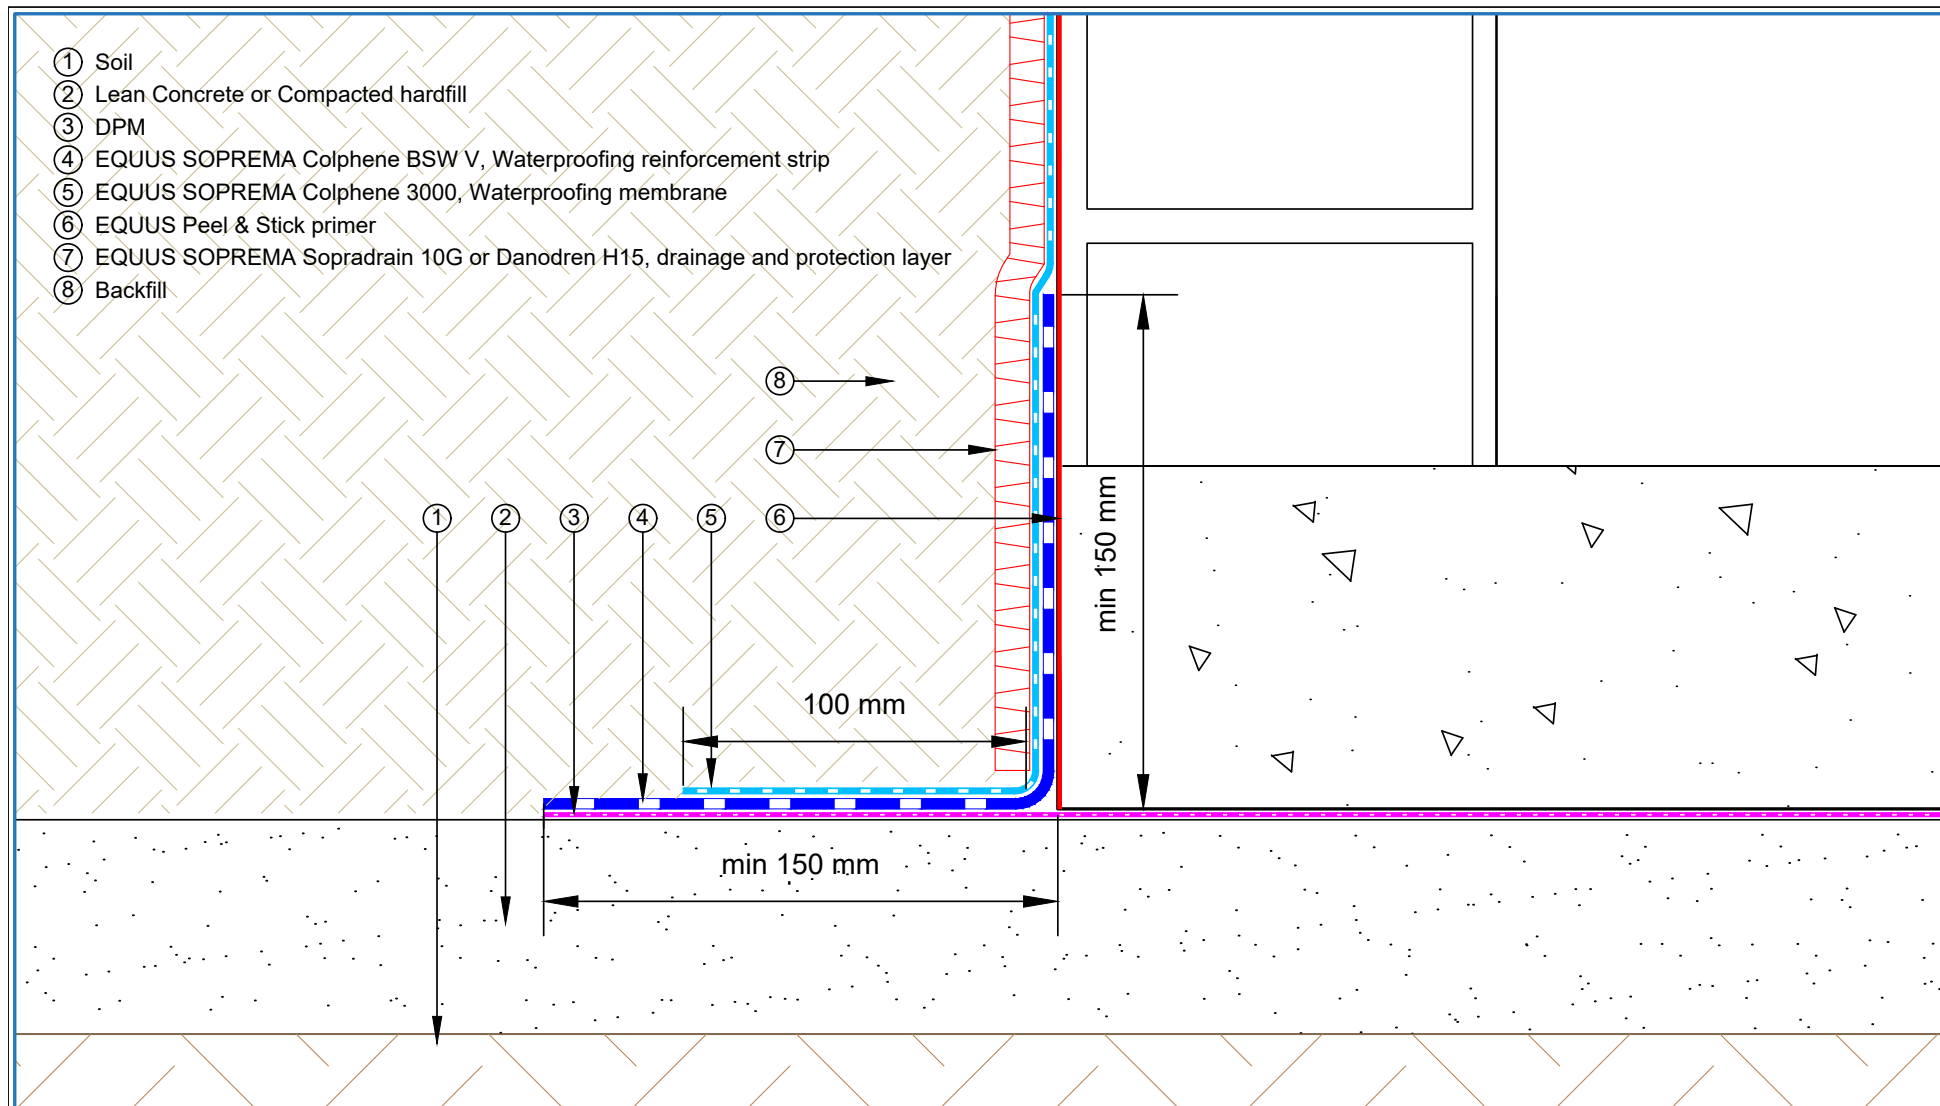 1 Soil
2 Lean Concrete or Compacted hardfill
3 DPM
4 EQUUS SOPREMA Colphene BSW V, Waterproofing reinforcement strip
5 EQUUS SOPREMA Colphene 3000, Waterproofing membrane
6 EQUUS Peel & Stick primer
7 EQUUS SOPREMA Sopradrain 10G or Danodren H15, drainage and protection layer
8 Backfill
8
7
1 2 3 4 5 6
min 150 mm
100 mm
min 150 mm